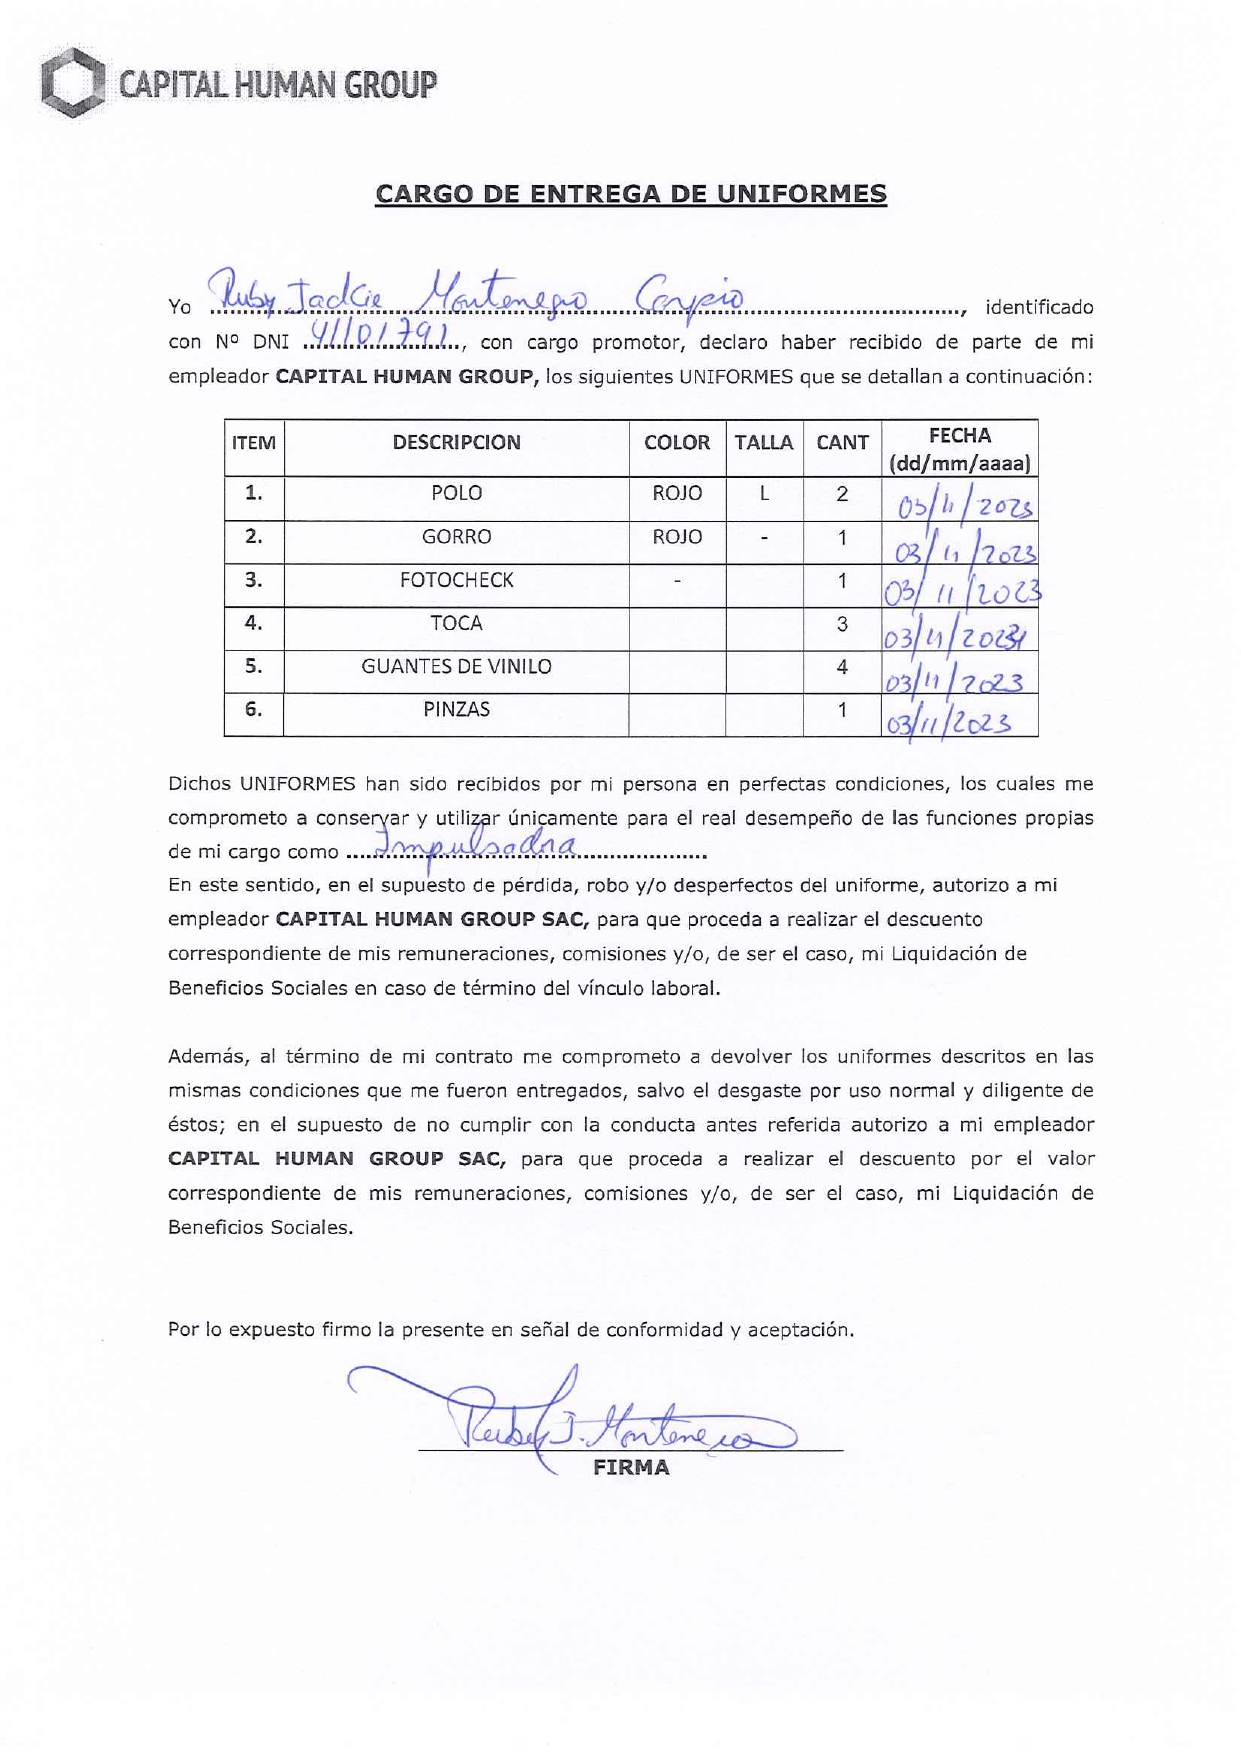 CAPITAL HUMAN GROUP
CARGO DE ENTREGA DE UNIFORMES
Yo Ruby Jackie Montenegro Carpio, identificado
con Nº DNI 41101791, con cargo promotor, declaro haber recibido de parte de mi
empleador CAPITAL HUMAN GROUP, los siguientes UNIFORMES que se detallan a continuación:
ITEM DESCRIPCION COLOR TALLA CANT FECHA (dd/mm/aaaa)
1. POLO ROJO L 2 03/11/2023
2. GORRO ROJO - 1 03/11/2023
3. FOTOCHECK - 1 03/11/2023
4. TOCA 3 03/11/2023
5. GUANTES DE VINILO 4 03/11/2023
6. PINZAS 1 03/11/2023
Dichos UNIFORMES han sido recibidos por mi persona en perfectas condiciones, los cuales me
comprometo a conservar y utilizar únicamente para el real desempeño de las funciones propias
de mi cargo como Impulsadra
En este sentido, en el supuesto de pérdida, robo y/o desperfectos del uniforme, autorizo a mi
empleador CAPITAL HUMAN GROUP SAC, para que proceda a realizar el descuento
correspondiente de mis remuneraciones, comisiones y/o, de ser el caso, mi Liquidación de
Beneficios Sociales en caso de término del vínculo laboral.
Además, al término de mi contrato me comprometo a devolver los uniformes descritos en las
mismas condiciones que me fueron entregados, salvo el desgaste por uso normal y diligente de
éstos; en el supuesto de no cumplir con la conducta antes referida autorizo a mi empleador
CAPITAL HUMAN GROUP SAC, para que proceda a realizar el descuento por el valor
correspondiente de mis remuneraciones, comisiones y/o, de ser el caso, mi Liquidación de
Beneficios Sociales.
Por lo expuesto firmo la presente en señal de conformidad y aceptación.
Ruby J. Montenegro
FIRMA